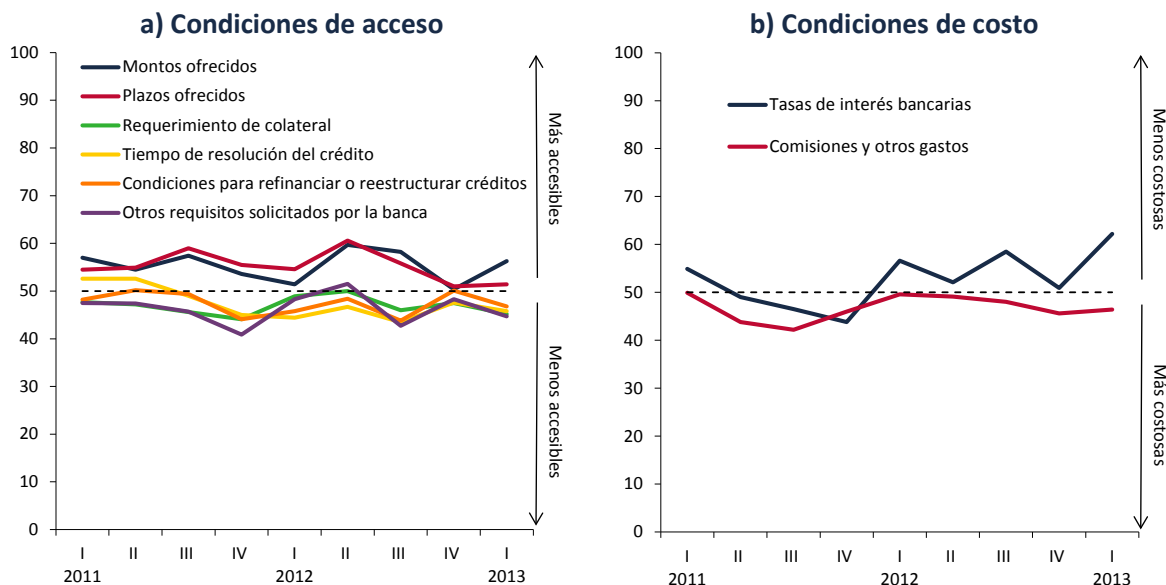 a) Condiciones de acceso
100
90
80
70
60
50
40
30
20
10
0
Montos ofrecidos
Plazos ofrecidos
Requerimiento de colateral
Tiempo de resolución del crédito
Condiciones para refinanciar o reestructurar créditos
Otros requisitos solicitados por la banca
Más accesibles
Menos accesibles
I II III IV I II III IV I
2011 2012 2013
b) Condiciones de costo
100
90
80
70
60
50
40
30
20
10
0
Tasas de interés bancarias
Comisiones y otros gastos
Menos costosas
Más costosas
I II III IV I II III IV I
2011 2012 2013